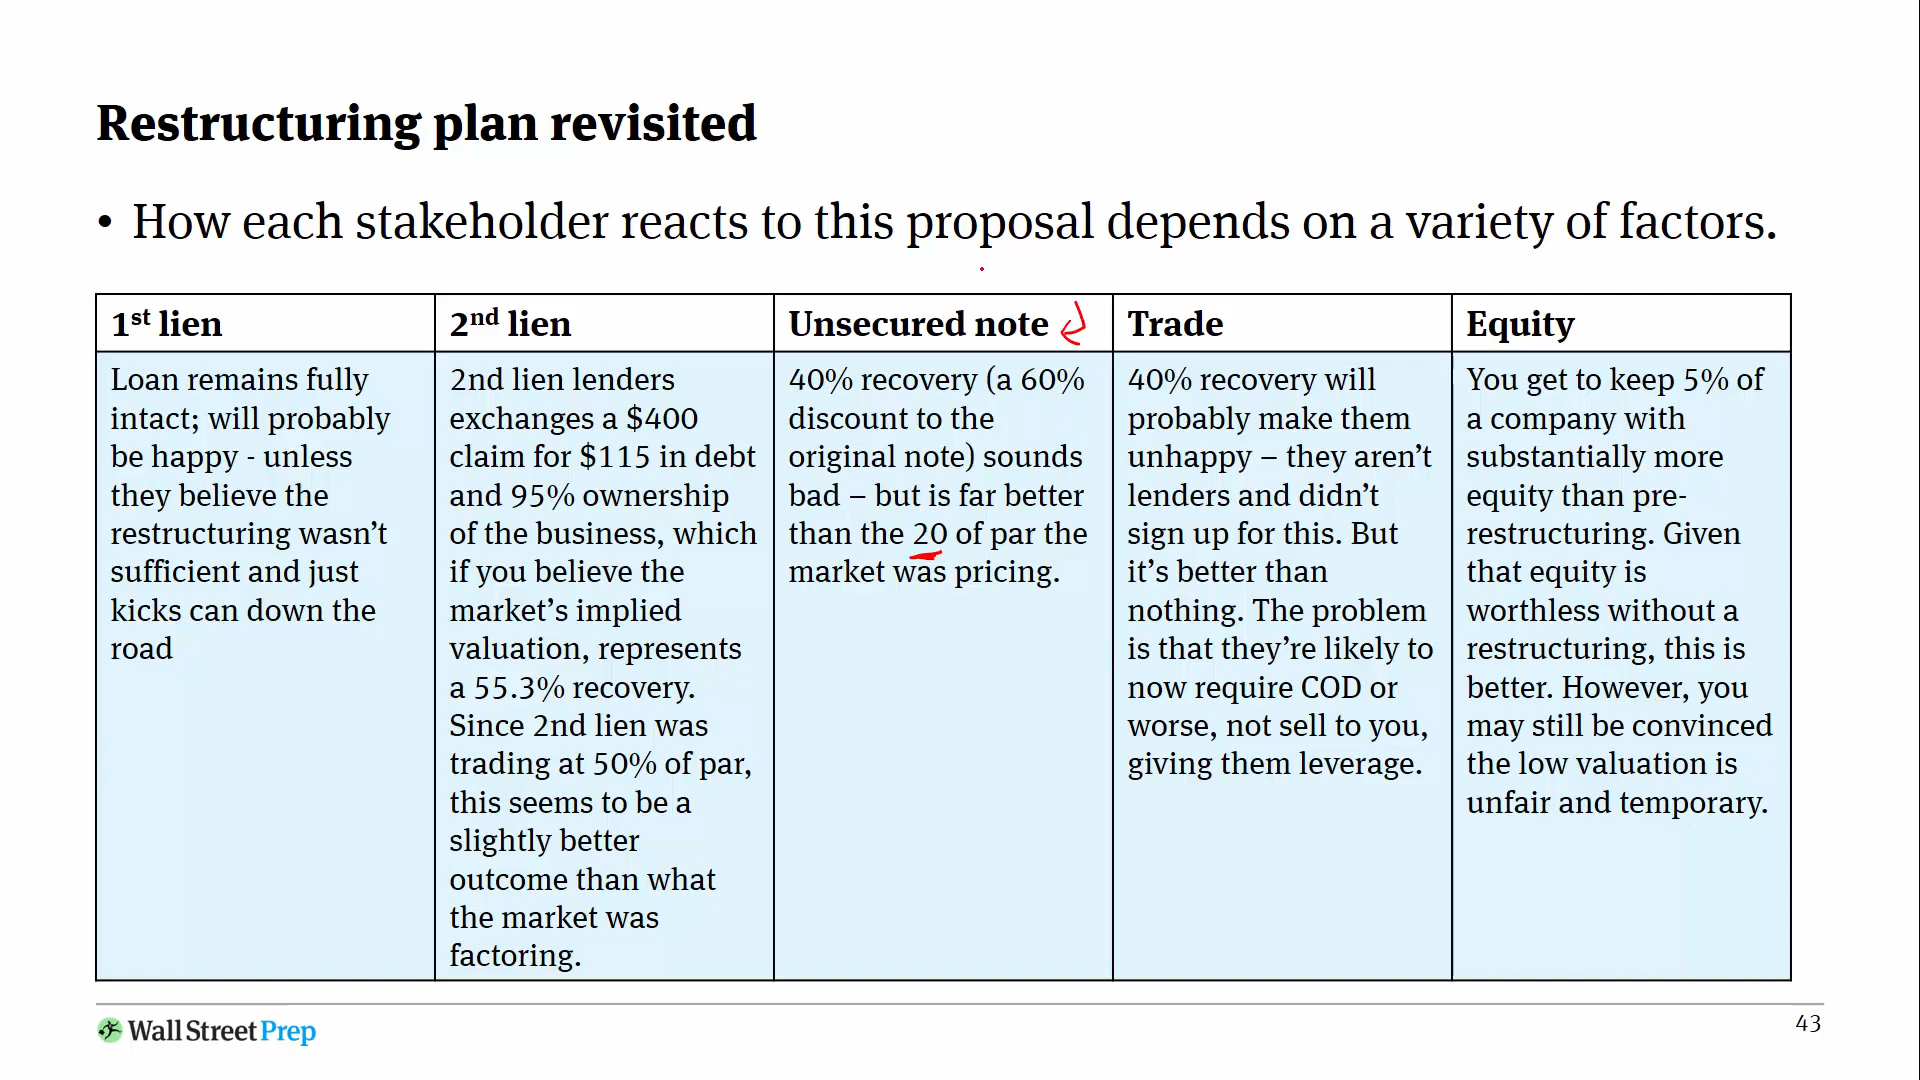 Restructuring plan revisited
• How each stakeholder reacts to this proposal depends on a variety of factors.
1st lien
Loan remains fully
intact; will probably
be happy - unless
they believe the
restructuring wasn't
sufficient and just
kicks can down the
road
2nd lien
2nd lien lenders
exchanges a $400
claim for $115 in debt
and 95% ownership
of the business, which
if you believe the
market's implied
valuation, represents
a 55.3% recovery.
Since 2nd lien was
trading at 50% of par,
this seems to be a
slightly better
outcome than what
the market was
factoring.
Unsecured note
40% recovery (a 60%
discount to the
original note) sounds
bad – but is far better
than the 20 of par the
market was pricing.
Trade
40% recovery will
probably make them
unhappy – they aren't
lenders and didn't
sign up for this. But
it's better than
nothing. The problem
is that they're likely to
now require COD or
worse, not sell to you,
giving them leverage.
Equity
You get to keep 5% of
a company with
substantially more
equity than pre-
restructuring. Given
that equity is
worthless without a
restructuring, this is
better. However, you
may still be convinced
the low valuation is
unfair and temporary.
Wall Street Prep
43